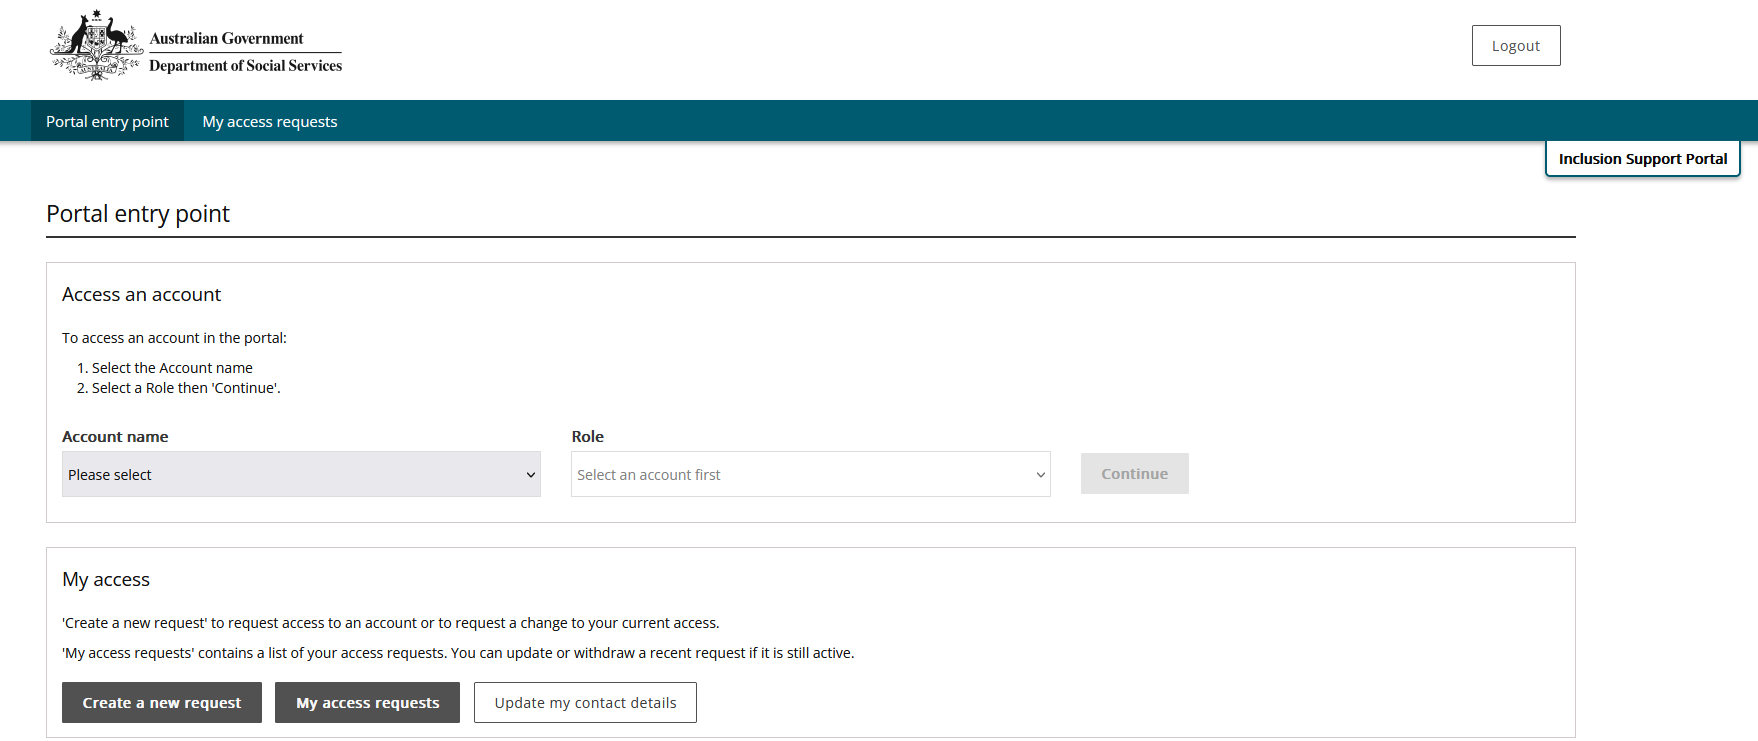 Australian Government
Department of Social Services
Logout
Portal entry point
My access requests
Inclusion Support Portal
Portal entry point
Access an account
To access an account in the portal:
1. Select the Account name
2. Select a Role then 'Continue'.
Account name
Role
Please select
Select an account first
Continue
My access
'Create a new request' to request access to an account or to request a change to your current access.
'My access requests' contains a list of your access requests. You can update or withdraw a recent request if it is still active.
Create a new request
My access requests
Update my contact details